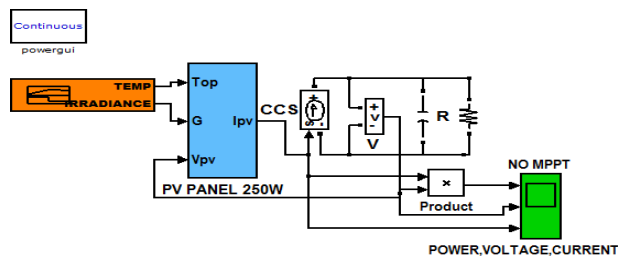 Continuous
powergui
TEMP
IRRADIANCE
Top
G
Ipv
Vpv
PV PANEL 250W
CCS
s
+
-
+
v
-
V
R
×
Product
NO MPPT
POWER,VOLTAGE,CURRENT